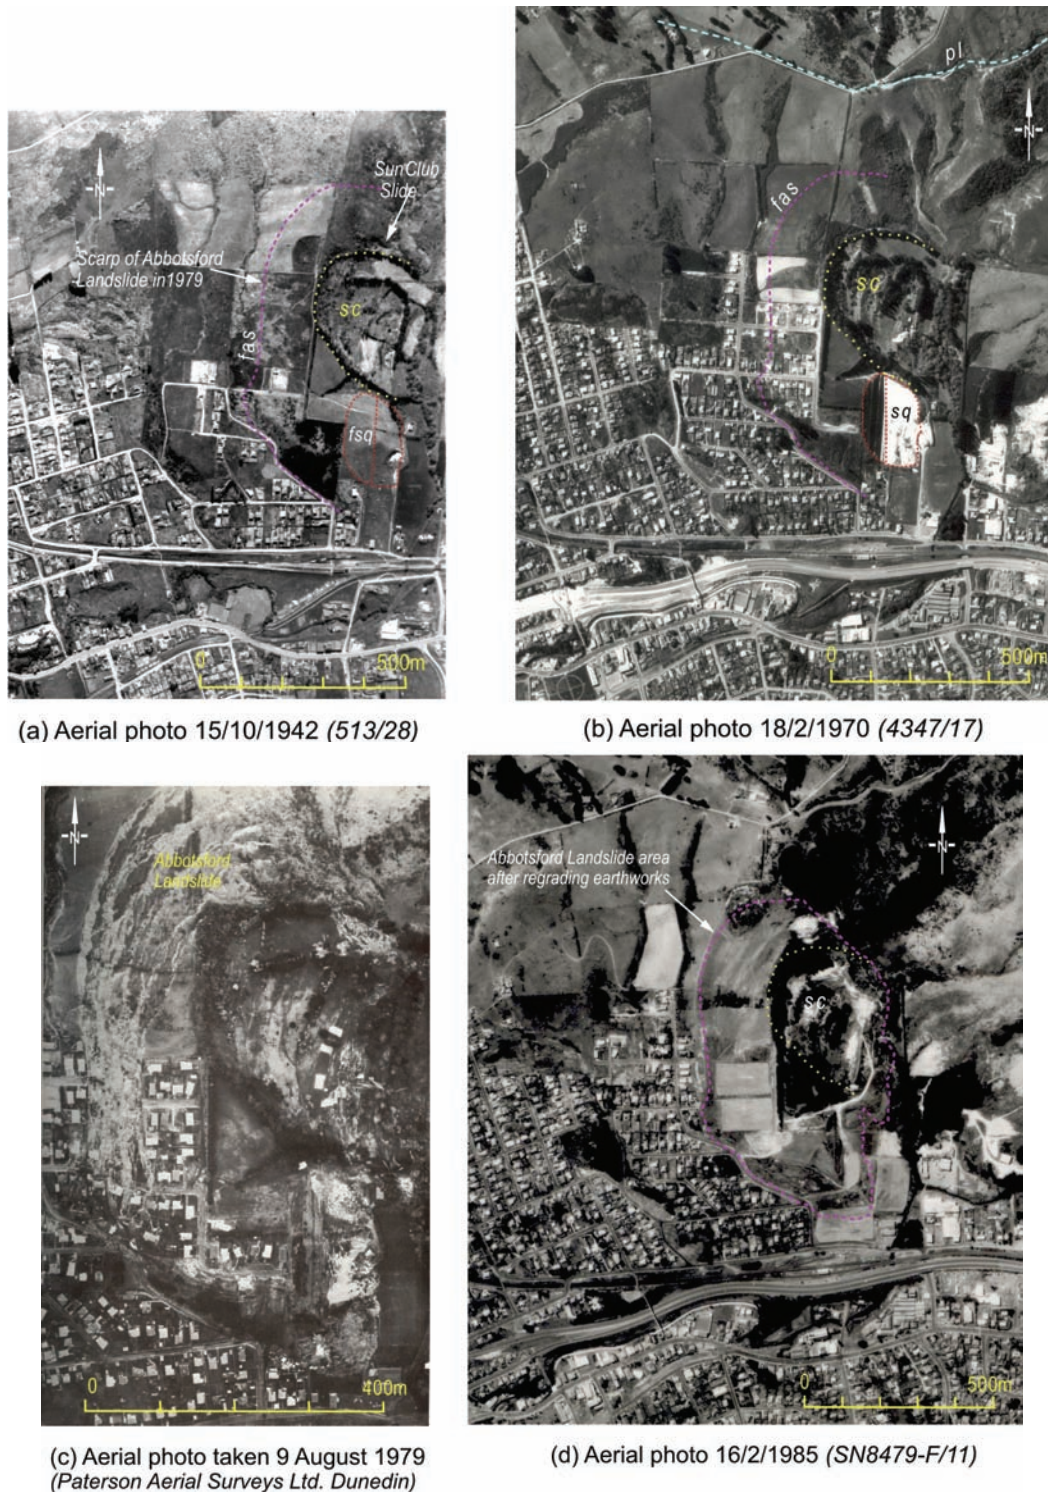 N
Sun Club
Slide
Scarp of Abbotsford
Landslide in 1979
sc
fas
fsq
0 500m
(a) Aerial photo 15/10/1942 (513/28)
pl
N
fas
sc
sq
0 500m
(b) Aerial photo 18/2/1970 (4347/17)
N
Abbotsford
Landslide
0 400m
(c) Aerial photo taken 9 August 1979
(Paterson Aerial Surveys Ltd. Dunedin)
N
Abbotsford Landslide area
after regrading earthworks
sc
0 500m
(d) Aerial photo 16/2/1985 (SN8479-F/11)